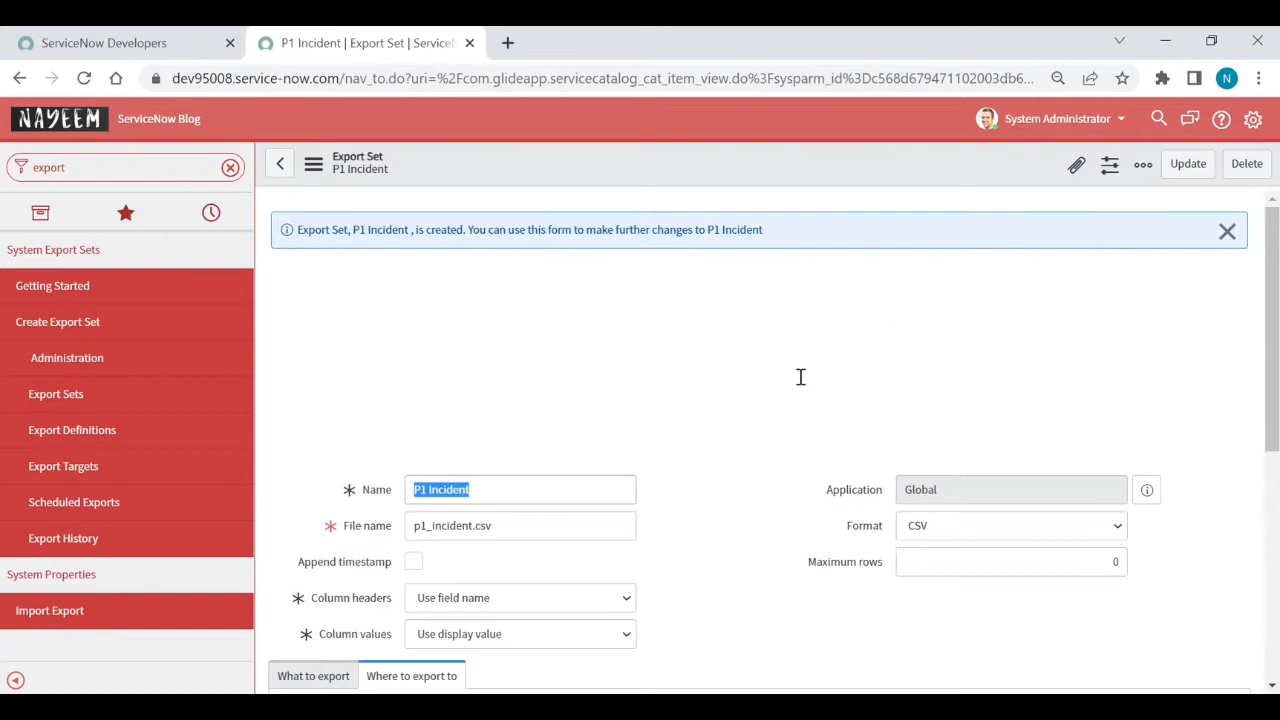 ServiceNow Developers
P1 Incident | Export Set | Service
dev95008.service-now.com/nav_to.do?uri=%2Fcom.glideapp.servicecatalog_cat_item_view.do%3Fsysparm_id%3Dc568d679471102003db6...
N
NAYEEM
ServiceNow Blog
System Administrator
export
Export Set
P1 Incident
Update
Delete
System Export Sets
Getting Started
Create Export Set
Administration
Export Sets
Export Definitions
Export Targets
Scheduled Exports
Export History
System Properties
Import Export
Export Set, P1 Incident , is created. You can use this form to make further changes to P1 Incident
Name P1 Incident
Application Global
File name p1_incident.csv
Format CSV
Append timestamp
Maximum rows 0
Column headers Use field name
Column values Use display value
What to export
Where to export to